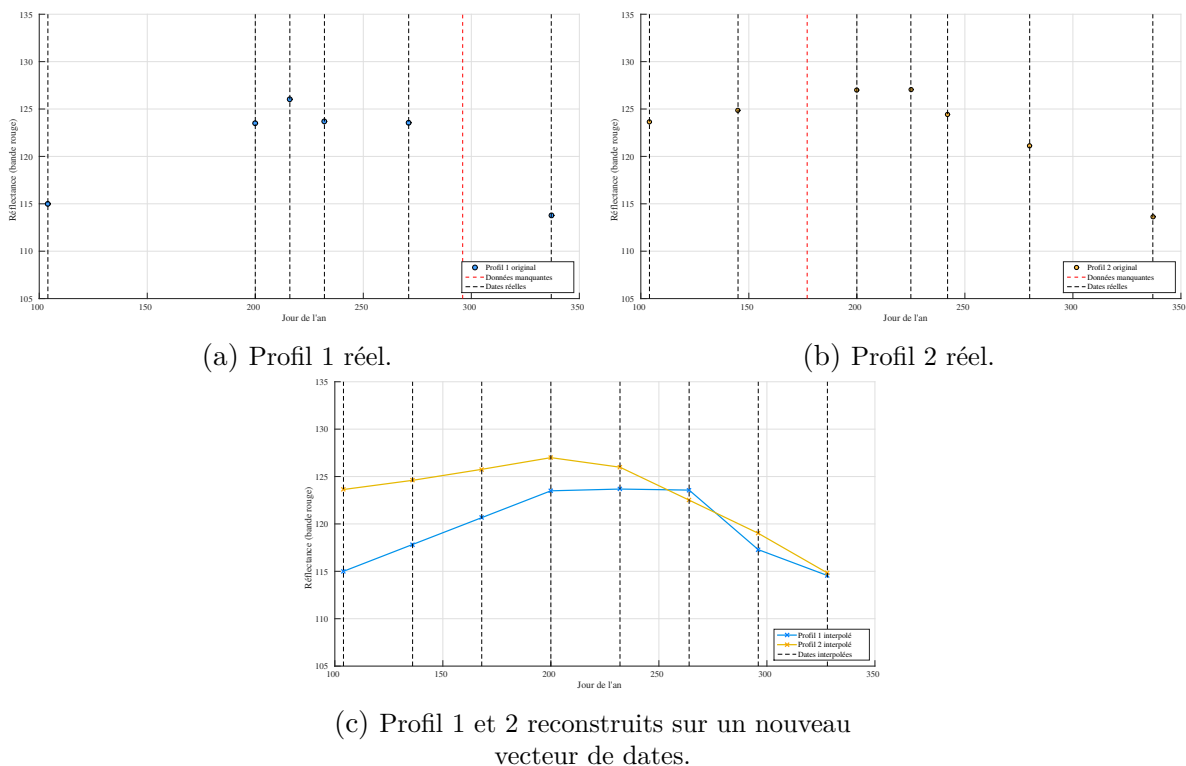 135
130
125
120
115
110
105
Réflectance (bande rouge)
100
150
200
250
300
350
Jour de l'an
Profil 1 original
Données manquantes
Dates réelles
(a) Profil 1 réel.
135
130
125
120
115
110
105
Réflectance (bande rouge)
100
150
200
250
300
350
Jour de l'an
Profil 2 original
Données manquantes
Dates réelles
(b) Profil 2 réel.
135
130
125
120
115
110
105
Réflectance (bande rouge)
100
150
200
250
300
350
Jour de l'an
Profil 1 interpolé
Profil 2 interpolé
Dates interpolées
(c) Profil 1 et 2 reconstruits sur un nouveau
vecteur de dates.